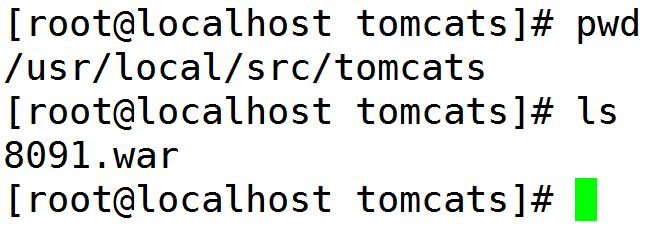 [root@localhost tomcats]# pwd
/usr/local/src/tomcats
[root@localhost tomcats]# ls
8091.war
[root@localhost tomcats]#